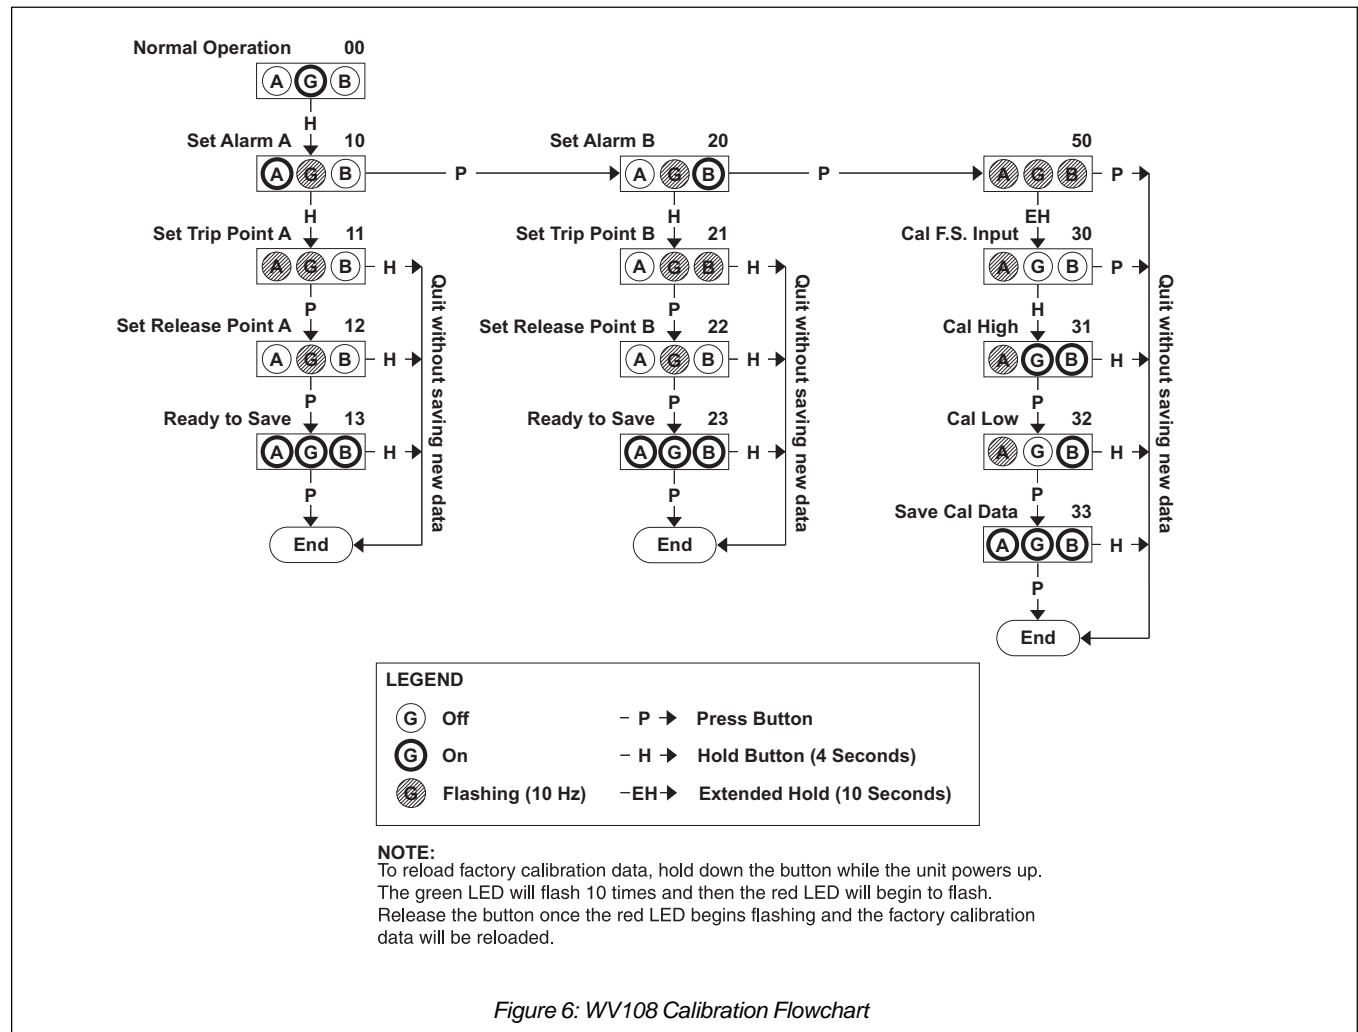 Normal Operation 00
A G B
H
Set Alarm A 10
A G B
P
Set Alarm B 20
A G B
P
50
A G B
P
H
H
EH
Set Trip Point A 11
A G B
H
Set Trip Point B 21
A G B
H
Cal F.S. Input 30
A G B
P
P
P
H
Set Release Point A 12
A G B
H
Set Release Point B 22
A G B
H
Cal High 31
A G B
H
P
P
P
Ready to Save 13
A G B
H
Ready to Save 23
A G B
H
Cal Low 32
A G B
H
P
P
P
Quit without saving new data
Quit without saving new data
Quit without saving new data
Save Cal Data 33
A G B
H
End
End
P
End
LEGEND
G Off
P Press Button
G On
H Hold Button (4 Seconds)
G Flashing (10 Hz)
EH Extended Hold (10 Seconds)
NOTE:
To reload factory calibration data, hold down the button while the unit powers up.
The green LED will flash 10 times and then the red LED will begin to flash.
Release the button once the red LED begins flashing and the factory calibration
data will be reloaded.
Figure 6: WV108 Calibration Flowchart